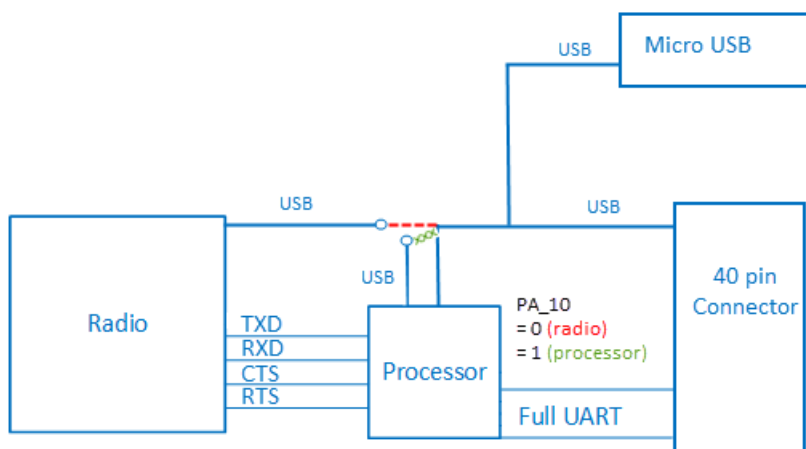 USB
Micro USB
USB
USB
USB
40 pin
Connector
Radio
TXD
RXD
CTS
RTS
Processor
PA_10
= 0 (radio)
= 1 (processor)
Full UART